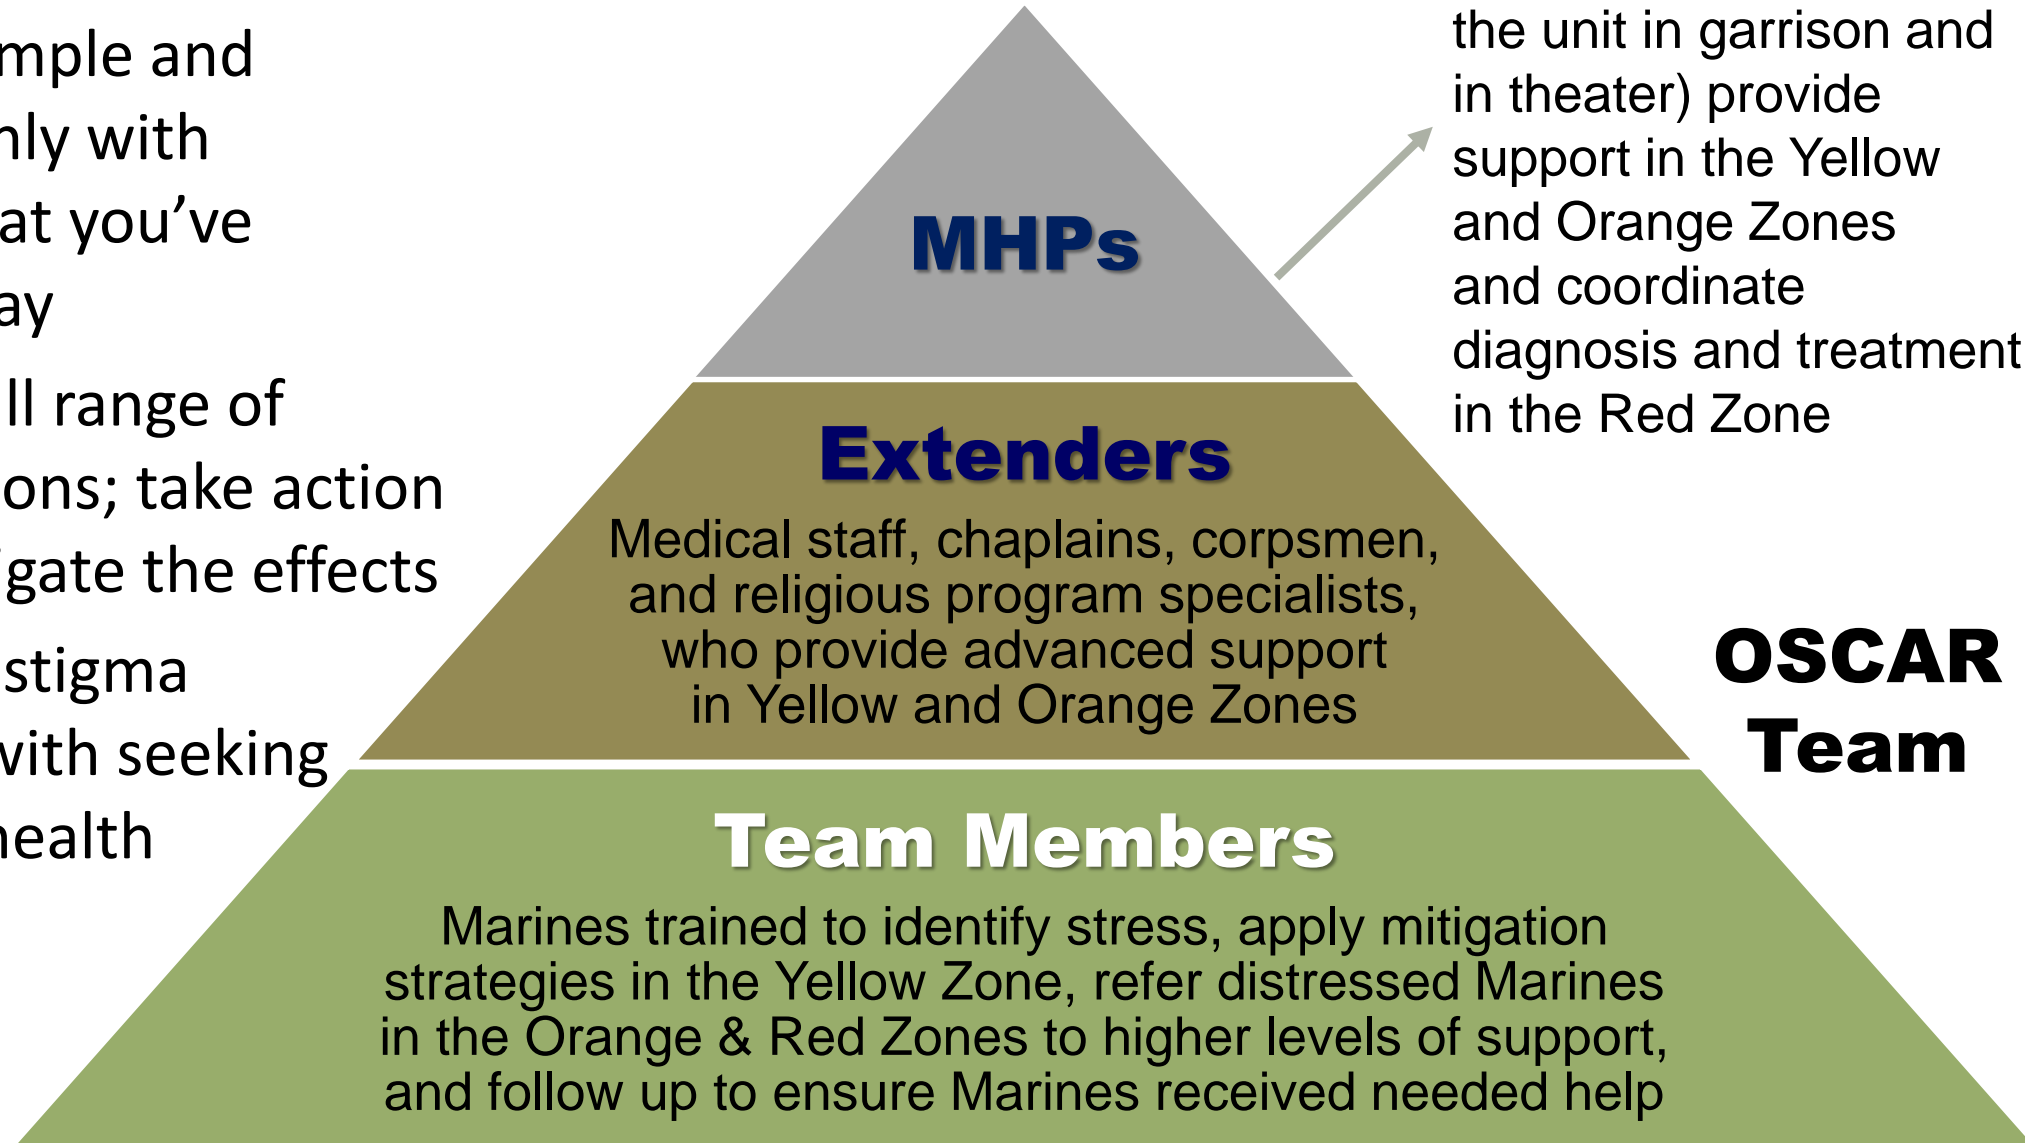 mple and
nly with
at you’ve
ay
ll range of
ons; take action
igate the effects
stigma
with seeking
health
MHPs
the unit in garrison and
in theater) provide
support in the Yellow
and Orange Zones
and coordinate
diagnosis and treatment
in the Red Zone
Extenders
Medical staff, chaplains, corpsmen,
and religious program specialists,
who provide advanced support
in Yellow and Orange Zones
OSCAR
Team
Team Members
Marines trained to identify stress, apply mitigation
strategies in the Yellow Zone, refer distressed Marines
in the Orange & Red Zones to higher levels of support,
and follow up to ensure Marines received needed help